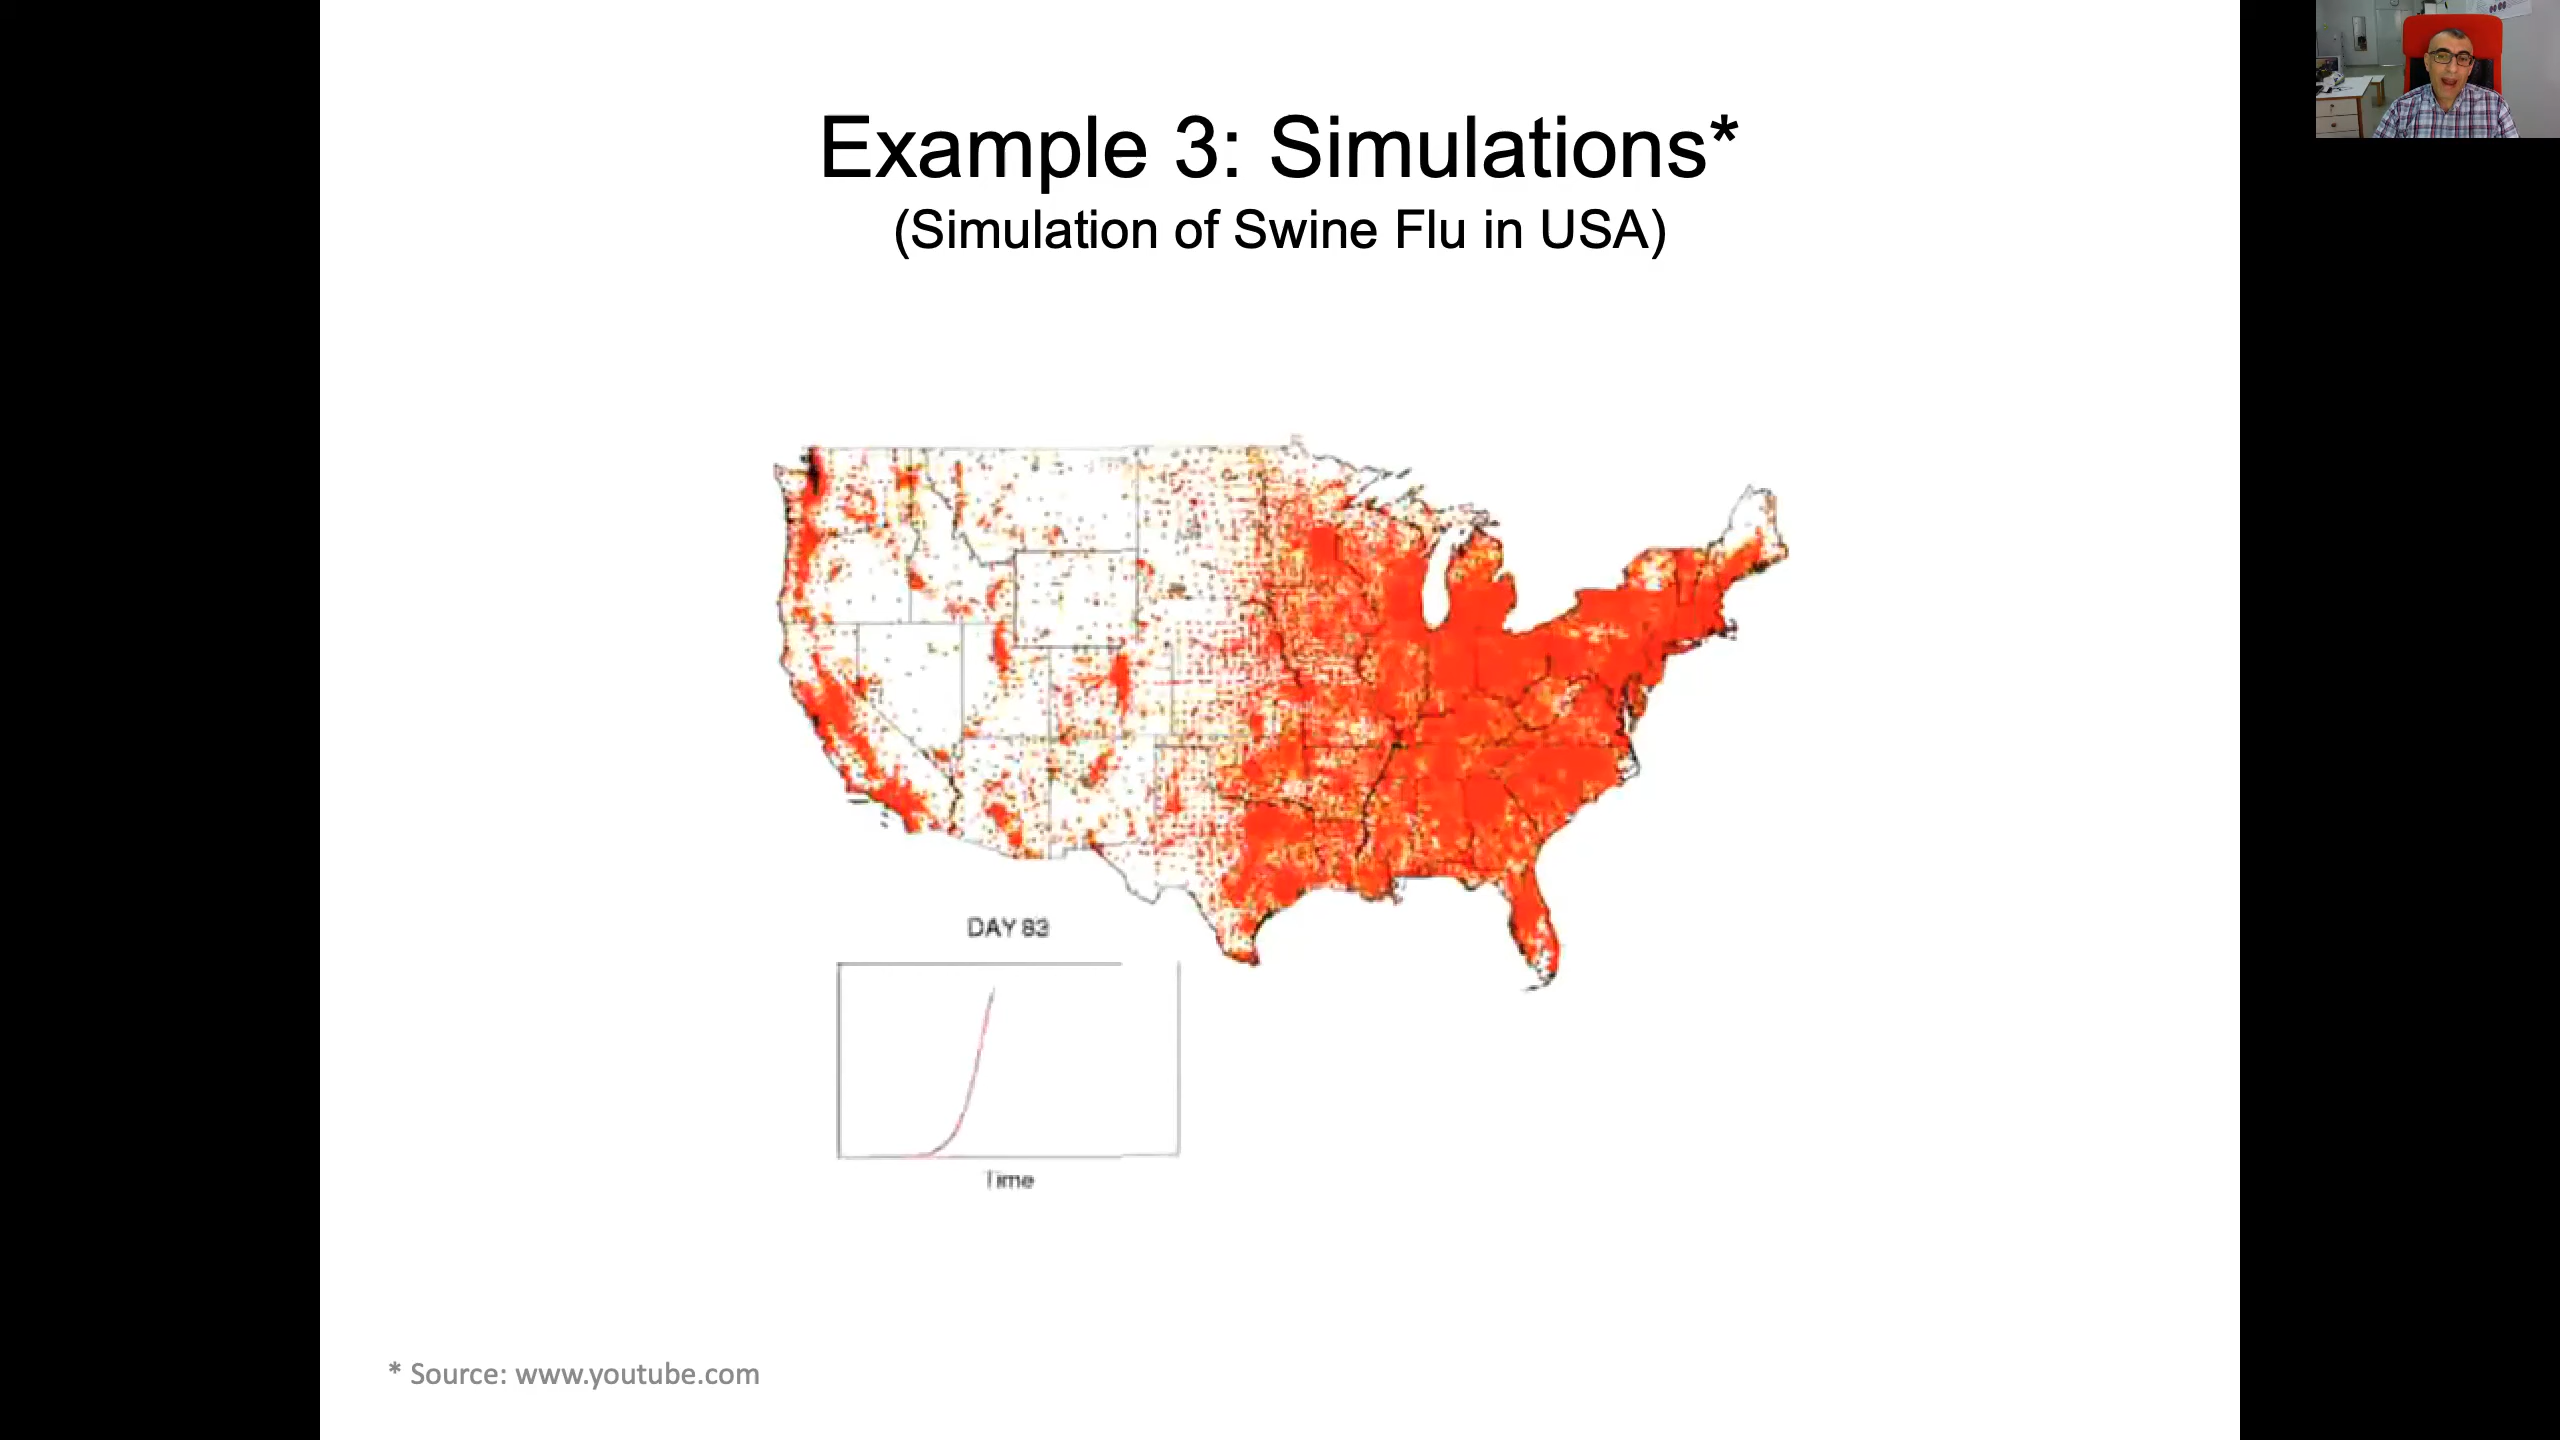 Example 3: Simulations*
(Simulation of Swine Flu in USA)
DAY 83
Time
* Source: www.youtube.com